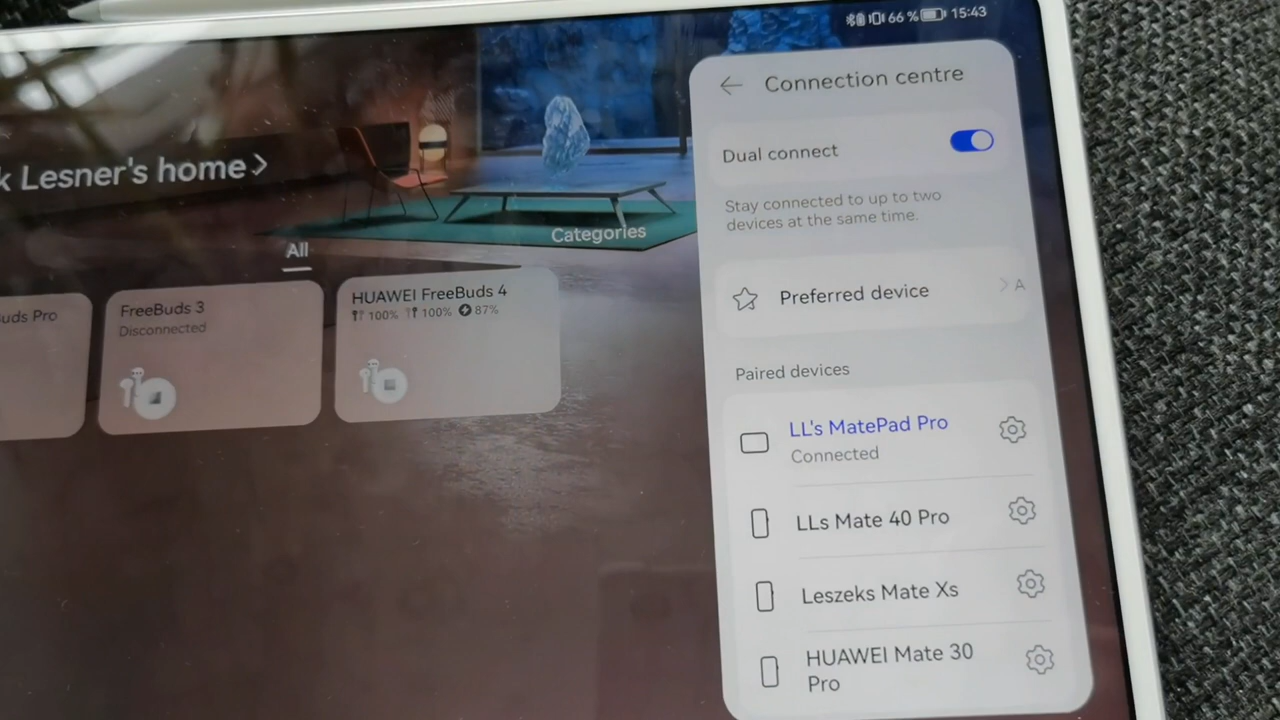 66 % 15:43
k Lesner's home
All
Categories
uds Pro
FreeBuds 3
Disconnected
HUAWEI FreeBuds 4
100% 100% 87%
Connection centre
Dual connect
Stay connected to up to two
devices at the same time.
Preferred device
A
Paired devices
LL's MatePad Pro
Connected
LLs Mate 40 Pro
Leszeks Mate Xs
HUAWEI Mate 30
Pro